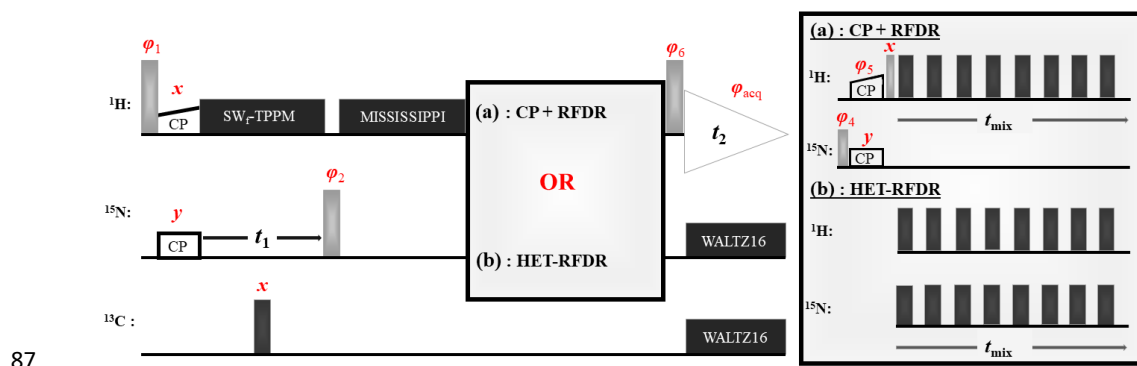 φ1
x
¹H:
CP
SWf-TPPM
MISSISSIPPI
φ6
φacq
t2
¹⁵N:
y
CP
t1
φ2
WALTZ16
¹³C :
x
WALTZ16
(a) : CP + RFDR
OR
(b) : HET-RFDR
(a) : CP + RFDR
¹H:
φ5
CP
x
tmix
¹⁵N:
φ4
y
CP
(b) : HET-RFDR
¹H:
¹⁵N:
tmix
87